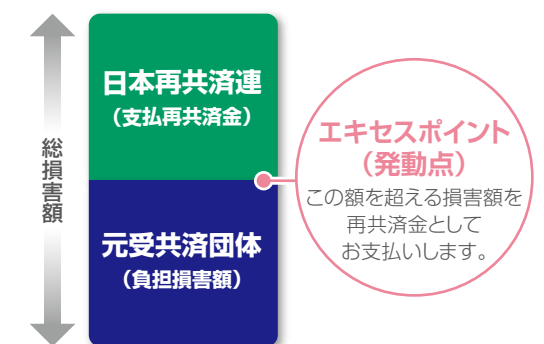 総損害額
日本再共済連
（支払再共済金）
元受共済団体
（負担損害額）
エキセスポイント
（発動点）
この額を超える損害額を
再共済金として
お支払いします。